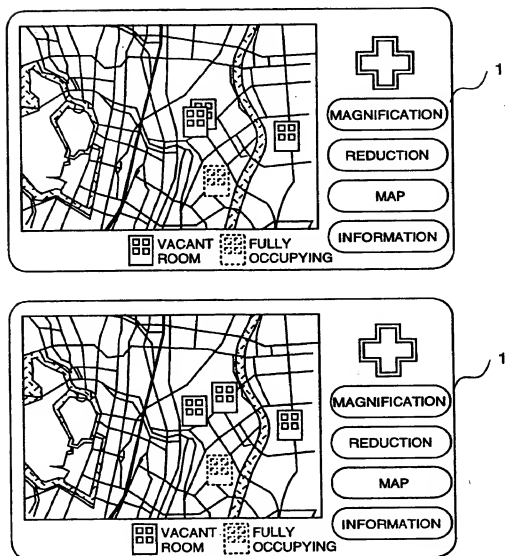 1
MAGNIFICATION
REDUCTION
MAP
INFORMATION
VACANT
ROOM
FULLY
OCCUPYING
1
MAGNIFICATION
REDUCTION
MAP
INFORMATION
VACANT
ROOM
FULLY
OCCUPYING